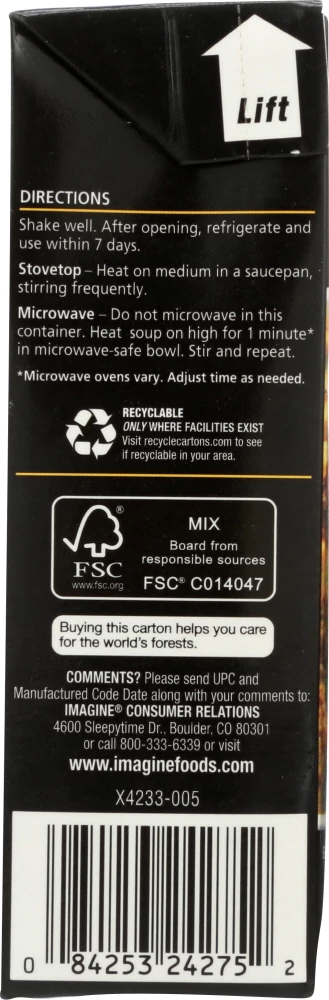 Lift
DIRECTIONS
Shake well. After opening, refrigerate and
use within 7 days.
Stovetop – Heat on medium in a saucepan,
stirring frequently.
Microwave – Do not microwave in this
container. Heat soup on high for 1 minute*
in microwave-safe bowl. Stir and repeat.
*Microwave ovens vary. Adjust time as needed.
RECYCLABLE
ONLY WHERE FACILITIES EXIST
Visit recyclecartons.com to see
if recyclable in your area.
®
FSC
www.fsc.org
MIX
Board from
responsible sources
FSC® C014047
Buying this carton helps you care
for the world's forests.
COMMENTS? Please send UPC and
Manufactured Code Date along with your comments to:
IMAGINE® CONSUMER RELATIONS
4600 Sleepytime Dr., Boulder, CO 80301
or call 800-333-6339 or visit
www.imaginefoods.com
X4233-005
0 84253 24275 2